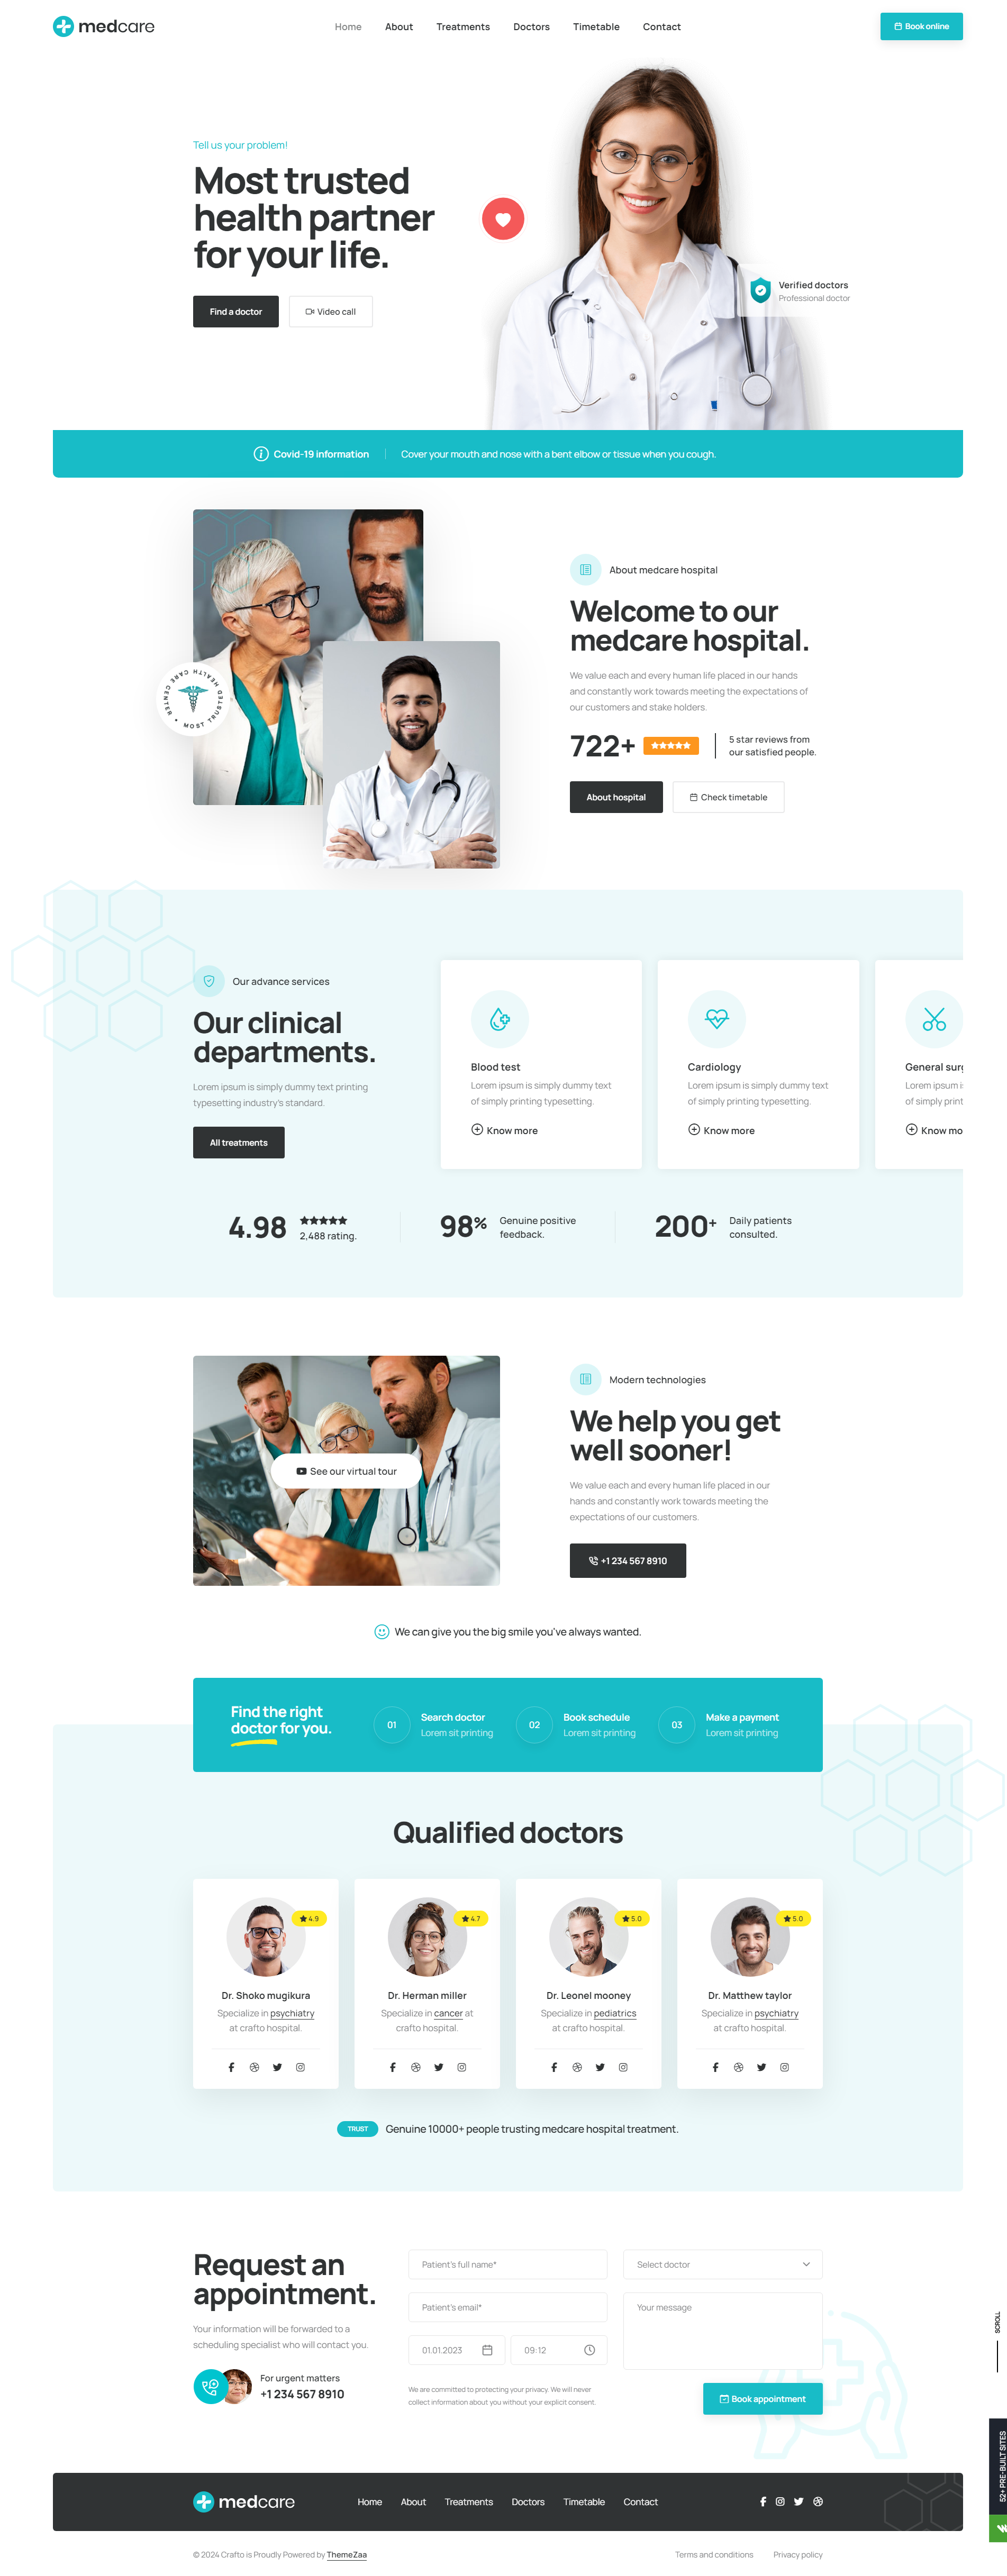 medcare
Home About Treatments Doctors Timetable Contact
Book online
Tell us your problem!
Most trusted
health partner
for your life.
Find a doctor
Video call
Verified doctors
Professional doctor
Covid-19 information
Cover your mouth and nose with a bent elbow or tissue when you cough.
MOST TRUSTED HEALTH CARE CENTER
About medcare hospital
Welcome to our
medcare hospital.
We value each and every human life placed in our hands
and constantly work towards meeting the expectations of
our customers and stake holders.
722+
5 star reviews from
our satisfied people.
About hospital
Check timetable
Our advance services
Our clinical
departments.
Lorem ipsum is simply dummy text printing
typesetting industry's standard.
All treatments
Blood test
Lorem ipsum is simply dummy text
of simply printing typesetting.
Know more
Cardiology
Lorem ipsum is simply dummy text
of simply printing typesetting.
Know more
General surg
Lorem ipsum is
of simply print
Know mo
4.98
2,488 rating.
98%
Genuine positive
feedback.
200+
Daily patients
consulted.
See our virtual tour
Modern technologies
We help you get
well sooner!
We value each and every human life placed in our
hands and constantly work towards meeting the
expectations of our customers.
+1 234 567 8910
We can give you the big smile you've always wanted.
Find the right
doctor for you.
01
Search doctor
Lorem sit printing
02
Book schedule
Lorem sit printing
03
Make a payment
Lorem sit printing
Qualified doctors
4.9
Dr. Shoko mugikura
Specialize in psychiatry
at crafto hospital.
4.7
Dr. Herman miller
Specialize in cancer at
crafto hospital.
5.0
Dr. Leonel mooney
Specialize in pediatrics
at crafto hospital.
5.0
Dr. Matthew taylor
Specialize in psychiatry
at crafto hospital.
TRUST
Genuine 10000+ people trusting medcare hospital treatment.
Request an
appointment.
Your information will be forwarded to a
scheduling specialist who will contact you.
For urgent matters
+1 234 567 8910
Patient's full name*
Patient's email*
01.01.2023
09:12
We are committed to protecting your privacy. We will never
collect information about you without your explicit consent.
Select doctor
Your message
Book appointment
SCROLL
52+ PRE-BUILT SITES
medcare
Home About Treatments Doctors Timetable Contact
© 2024 Crafto is Proudly Powered by ThemeZaa
Terms and conditions
Privacy policy